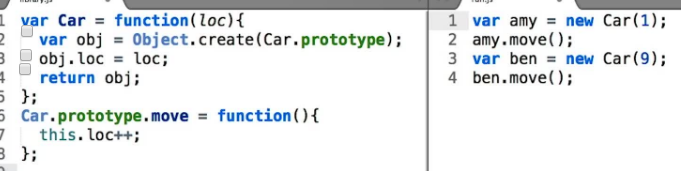 1 var Car = function(loc){
2 var obj = Object.create(Car.prototype);
3 obj.loc = loc;
4 return obj;
5 };
6 Car.prototype.move = function(){
7 this.loc++;
8 };
1 var amy = new Car(1);
2 amy.move();
3 var ben = new Car(9);
4 ben.move();